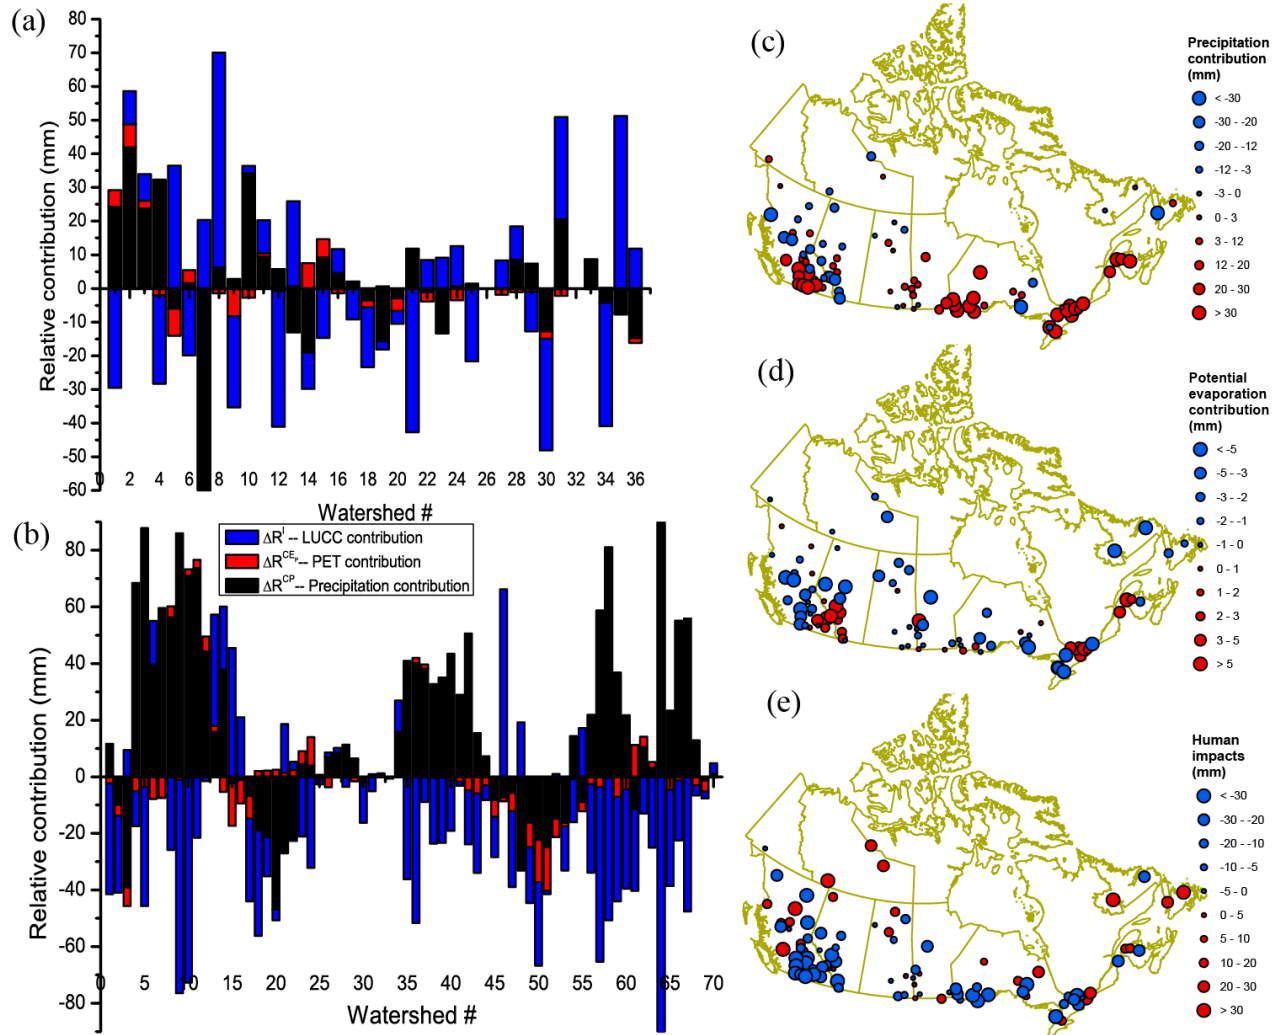 (a)
Relative contribution (mm)
80
70
60
50
40
30
20
10
0
-10
-20
-30
-40
-50
-60
0 2 4 6 8 10 12 14 16 18 20 22 24 26 28 30 32 34 36
Watershed #
(b)
Relative contribution (mm)
80
60
40
20
0
-20
-40
-60
-80
ΔR^I -- LUCC contribution
ΔR^CE_P -- PET contribution
ΔR^CP -- Precipitation contribution
0 5 10 15 20 25 30 35 40 45 50 55 60 65 70
Watershed #
(c)
Precipitation
contribution
(mm)
< -30
-30 - -20
-20 - -12
-12 - -3
-3 - 0
0 - 3
3 - 12
12 - 20
20 - 30
> 30
(d)
Potential
evaporation
contribution
(mm)
< -5
-5 - -3
-3 - -2
-2 - -1
-1 - 0
0 - 1
1 - 2
2 - 3
3 - 5
> 5
(e)
Human
impacts
(mm)
< -30
-30 - -20
-20 - -10
-10 - -5
-5 - 0
0 - 5
5 - 10
10 - 20
20 - 30
> 30